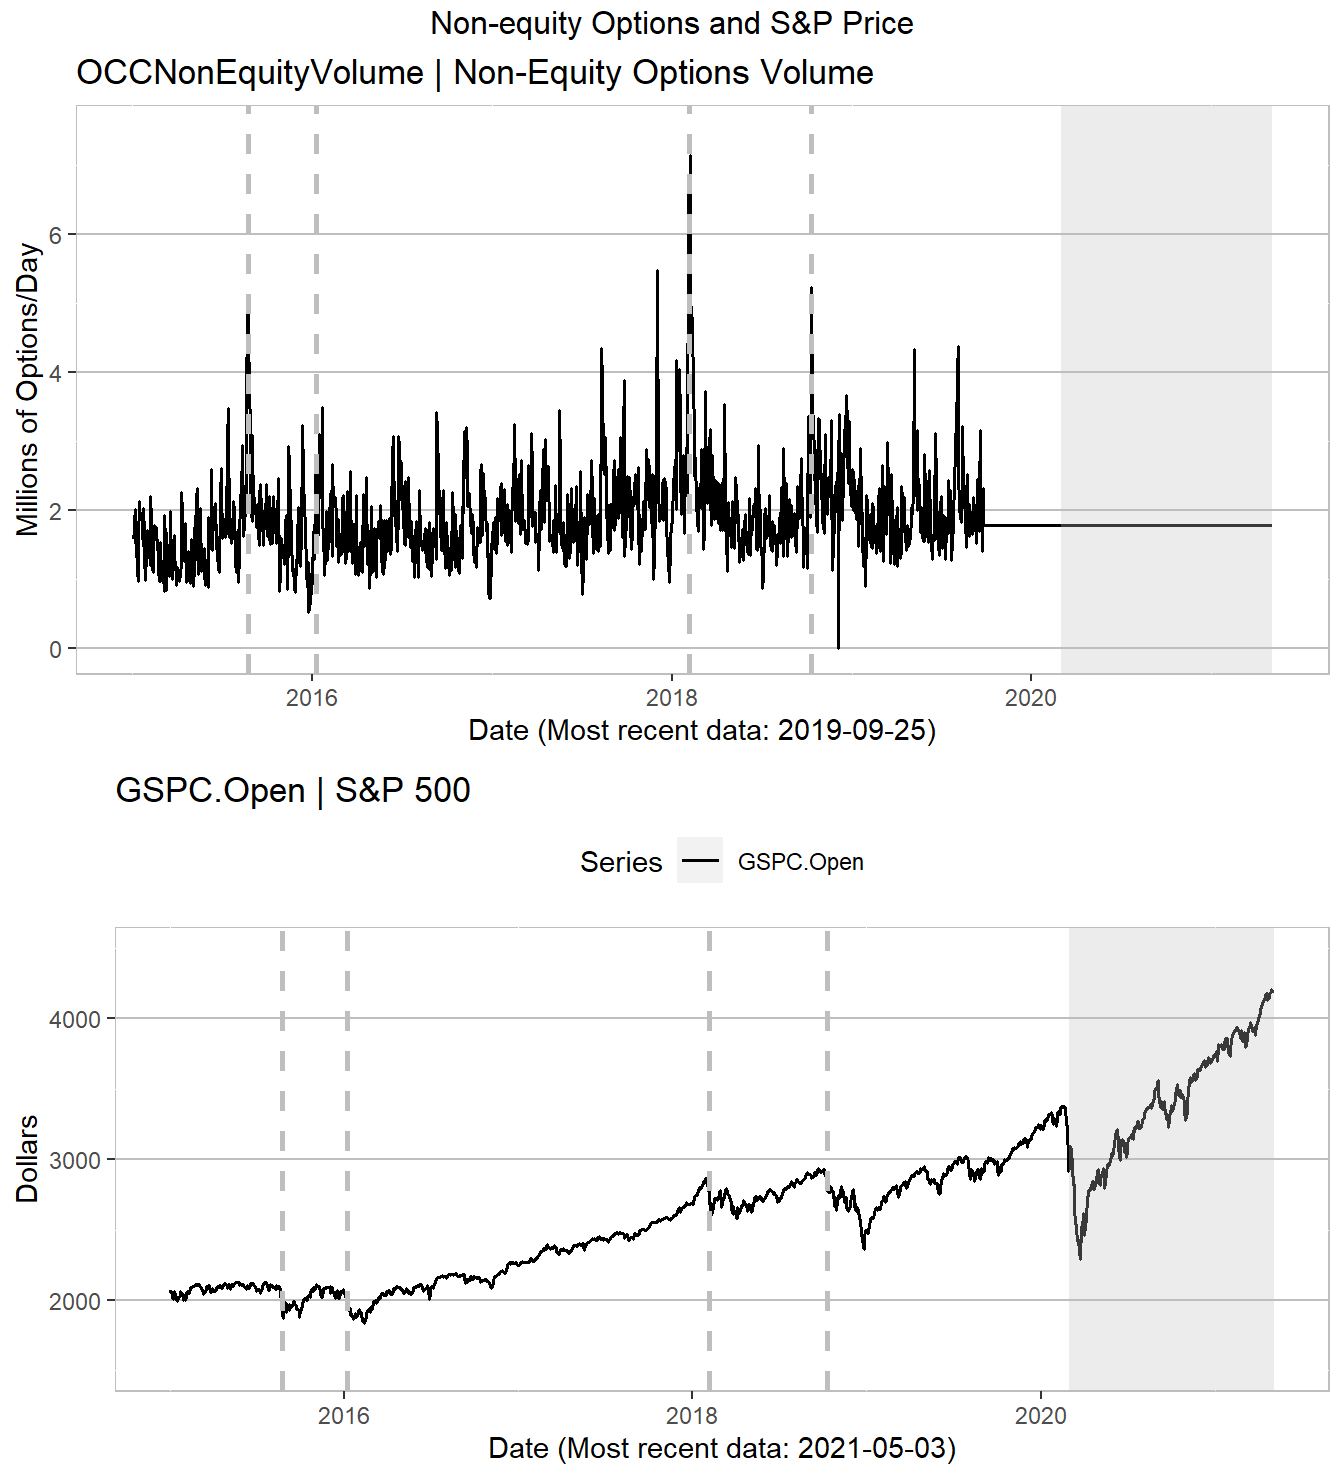 Non-equity Options and S&P Price
OCCNonEquityVolume | Non-Equity Options Volume
Millions of Options/Day
6
4
2
0
2016 2018 2020
Date (Most recent data: 2019-09-25)
GSPC.Open | S&P 500
Series GSPC.Open
Dollars
4000
3000
2000
2016 2018 2020
Date (Most recent data: 2021-05-03)